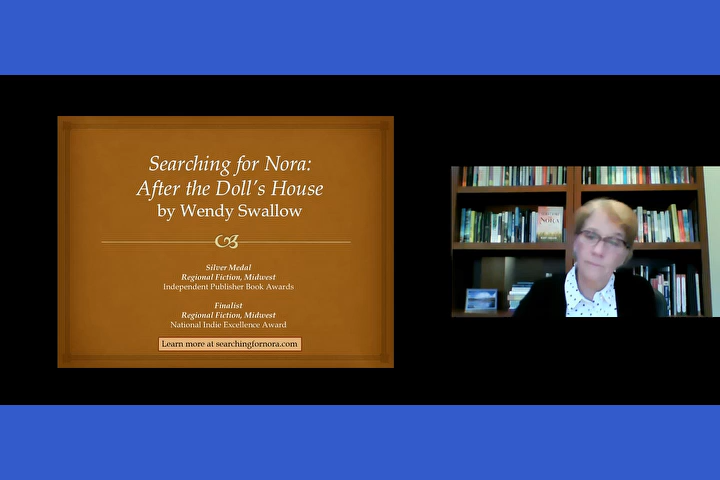 Searching for Nora:
After the Doll's House
by Wendy Swallow
Silver Medal
Regional Fiction, Midwest
Independent Publisher Book Awards
Finalist
Regional Fiction, Midwest
National Indie Excellence Award
Learn more at searchingfornora.com
NORA